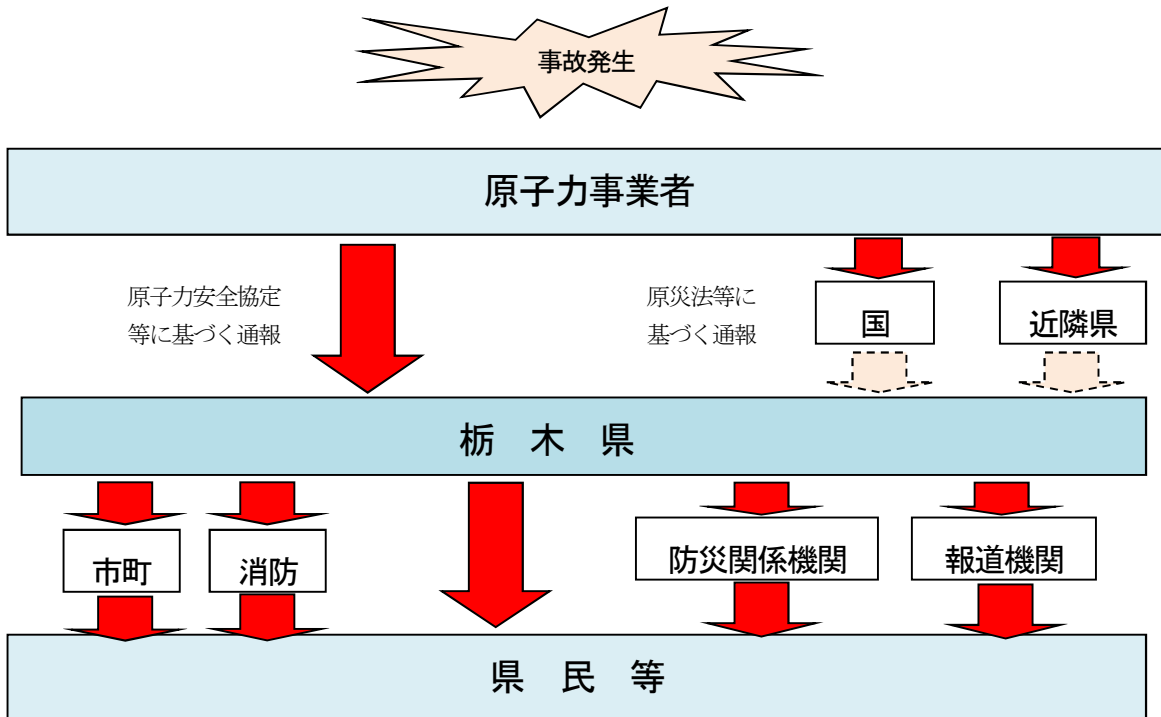 事故発生
原子力事業者
原子力安全協定
等に基づく通報
原災法等に
基づく通報
国
近隣県
栃　木　県
市町
消防
防災関係機関
報道機関
県　民　等